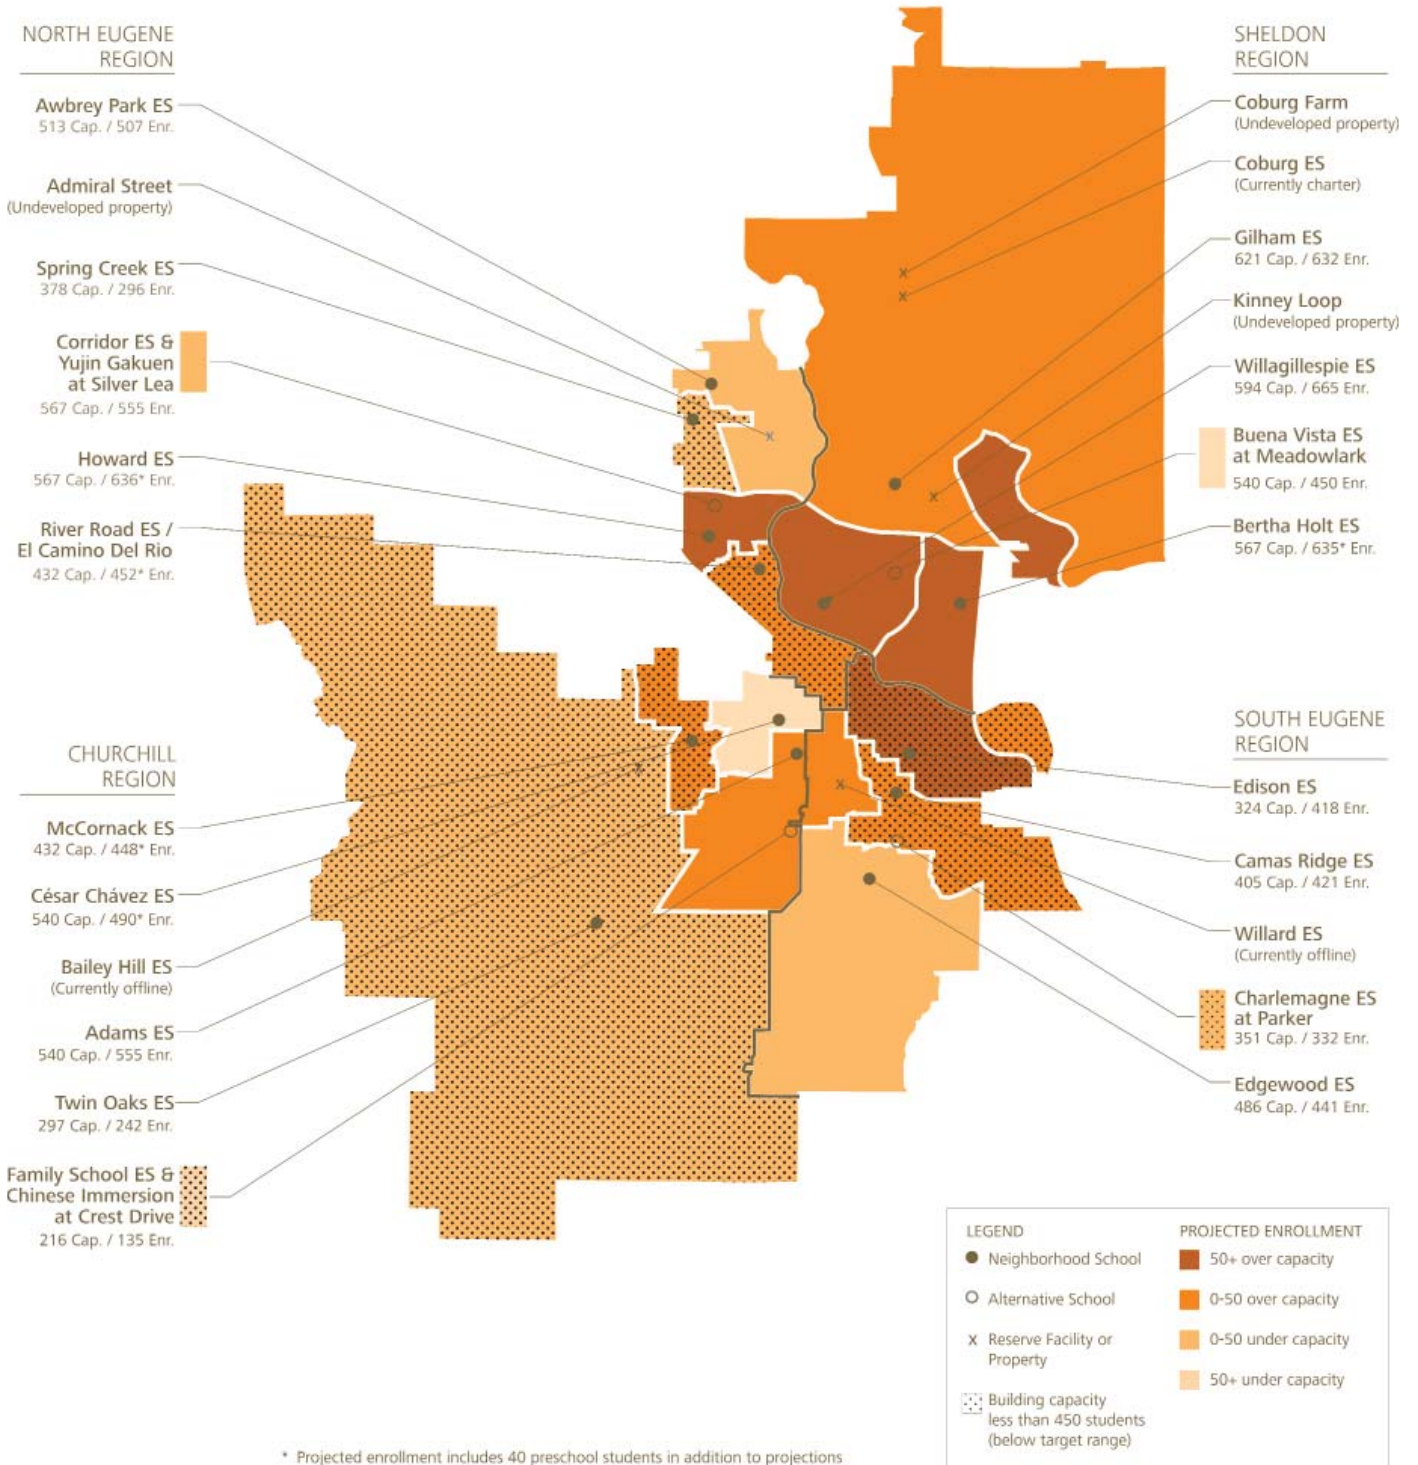 NORTH EUGENE
REGION
Awbrey Park ES
513 Cap. / 507 Enr.
Admiral Street
(Undeveloped property)
Spring Creek ES
378 Cap. / 296 Enr.
Corridor ES &
Yujin Gakuen
at Silver Lea
567 Cap. / 555 Enr.
Howard ES
567 Cap. / 636* Enr.
River Road ES /
El Camino Del Rio
432 Cap. / 452* Enr.
CHURCHILL
REGION
McCornack ES
432 Cap. / 448* Enr.
César Chávez ES
540 Cap. / 490* Enr.
Bailey Hill ES
(Currently offline)
Adams ES
540 Cap. / 555 Enr.
Twin Oaks ES
297 Cap. / 242 Enr.
Family School ES &
Chinese Immersion
at Crest Drive
216 Cap. / 135 Enr.
SHELDON
REGION
Coburg Farm
(Undeveloped property)
Coburg ES
(Currently charter)
Gilham ES
621 Cap. / 632 Enr.
Kinney Loop
(Undeveloped property)
Willagillespie ES
594 Cap. / 665 Enr.
Buena Vista ES
at Meadowlark
540 Cap. / 450 Enr.
Bertha Holt ES
567 Cap. / 635* Enr.
SOUTH EUGENE
REGION
Edison ES
324 Cap. / 418 Enr.
Camas Ridge ES
405 Cap. / 421 Enr.
Willard ES
(Currently offline)
Charlemagne ES
at Parker
351 Cap. / 332 Enr.
Edgewood ES
486 Cap. / 441 Enr.
LEGEND
Neighborhood School
Alternative School
x Reserve Facility or
Property
Building capacity
less than 450 students
(below target range)
PROJECTED ENROLLMENT
50+ over capacity
0-50 over capacity
0-50 under capacity
50+ under capacity
* Projected enrollment includes 40 preschool students in addition to projections